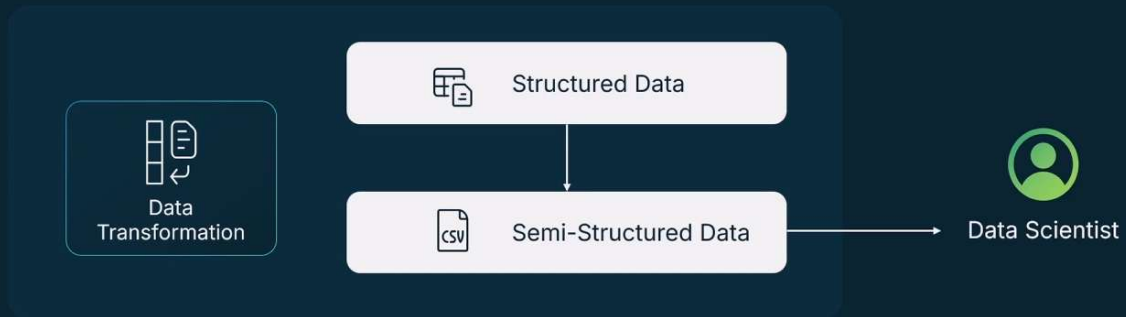 Structured Data
Data
Transformation
CSV
Semi-Structured Data
Data Scientist